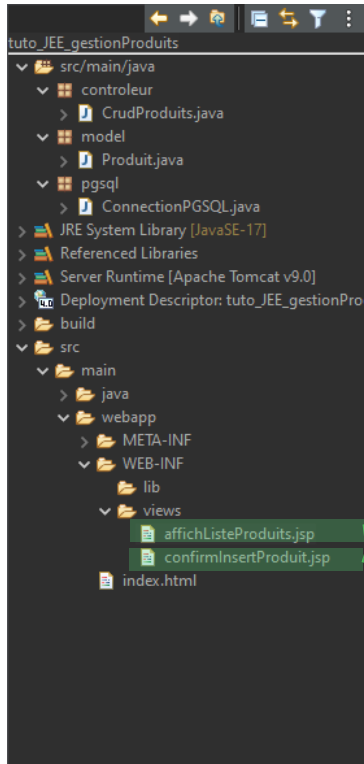 tuto_JEE_gestionProduits
src/main/java
controleur
CrudProduits.java
model
Produit.java
pgsql
ConnectionPGSQL.java
JRE System Library [JavaSE-17]
Referenced Libraries
Server Runtime [Apache Tomcat v9.0]
Deployment Descriptor: tuto_JEE_gestionPro
build
src
main
java
webapp
META-INF
WEB-INF
lib
views
affichListeProduits.jsp
confirmInsertProduit.jsp
index.html